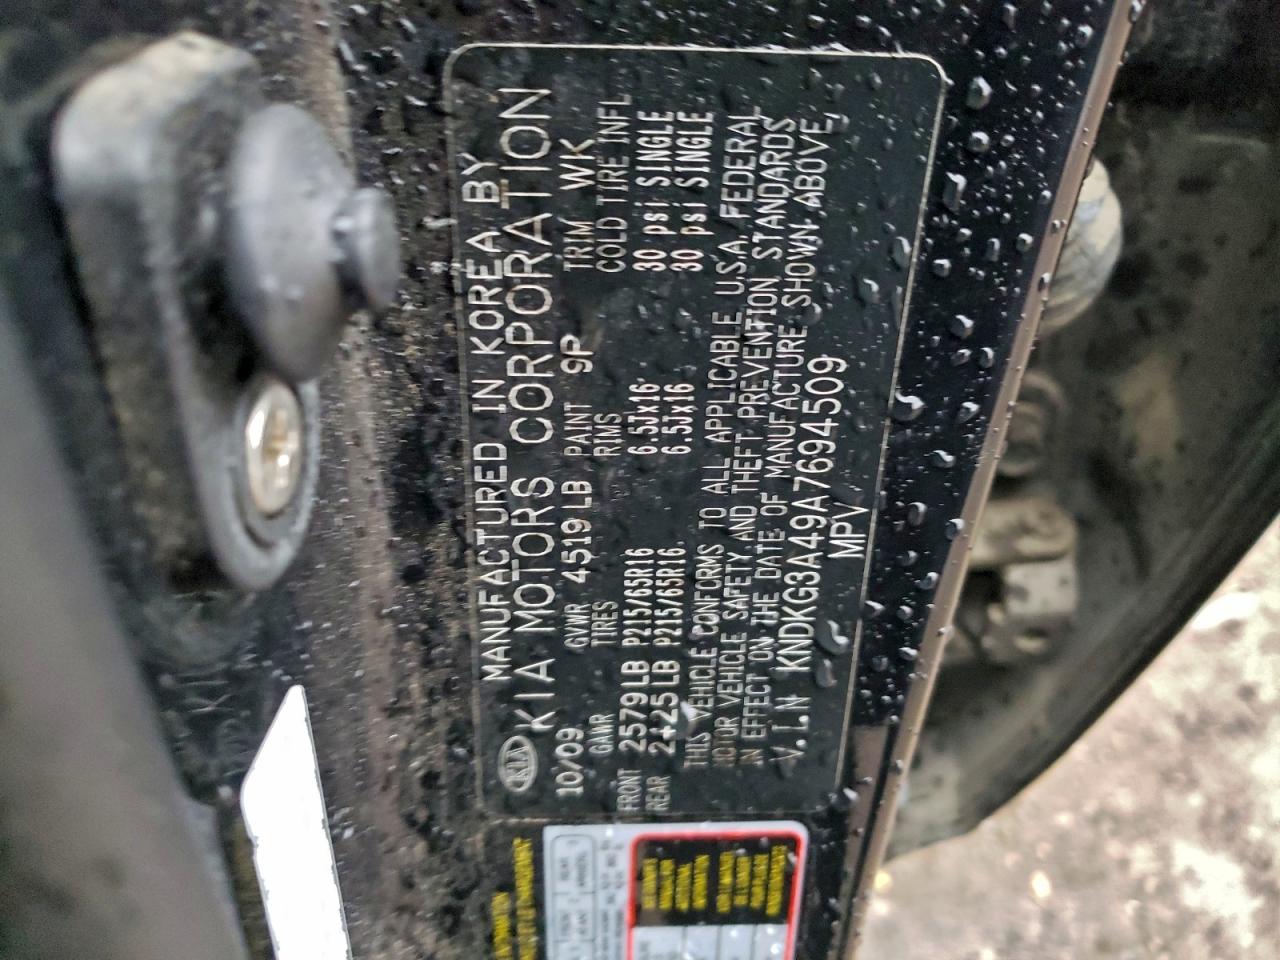 MANUFACTURED IN KOREA BY
KIA KIA MOTORS CORPORATION
10/09 GVWR 4519 LB PAINT 9P TRIM WK
GAWR TIRES RIMS COLD TIRE INFL
FRONT 2579 LB P215/65R16 6.5Jx16 30 psi SINGLE
REAR 2425 LB P215/65R16 6.5Jx16 30 psi SINGLE
THIS VEHICLE CONFORMS TO ALL APPLICABLE U.S.A. FEDERAL
MOTOR VEHICLE SAFETY AND THEFT PREVENTION STANDARDS
IN EFFECT ON THE DATE OF MANUFACTURE SHOWN ABOVE,
V.I.N KNDKG3A49A7694509
MPV